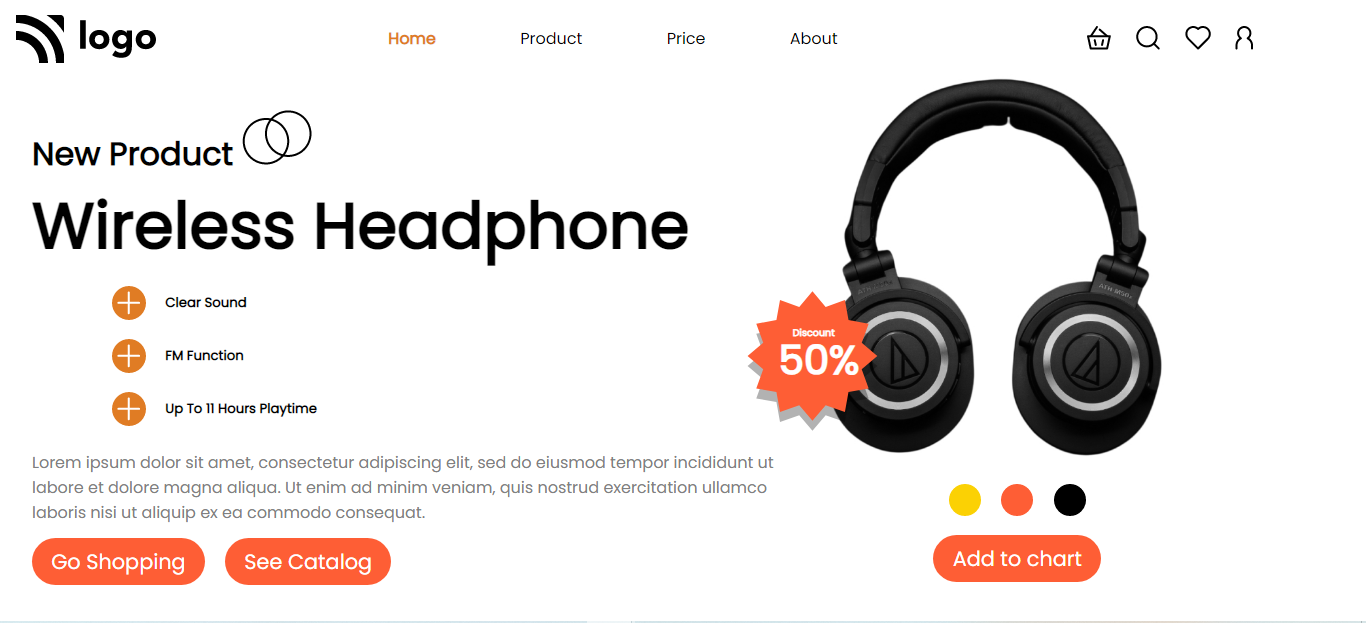 logo
Home
Product
Price
About
New Product
Wireless Headphone
Clear Sound
FM Function
Up To 11 Hours Playtime
Lorem ipsum dolor sit amet, consectetur adipiscing elit, sed do eiusmod tempor incididunt ut
labore et dolore magna aliqua. Ut enim ad minim veniam, quis nostrud exercitation ullamco
laboris nisi ut aliquip ex ea commodo consequat.
Go Shopping
See Catalog
Discount
50%
Add to chart